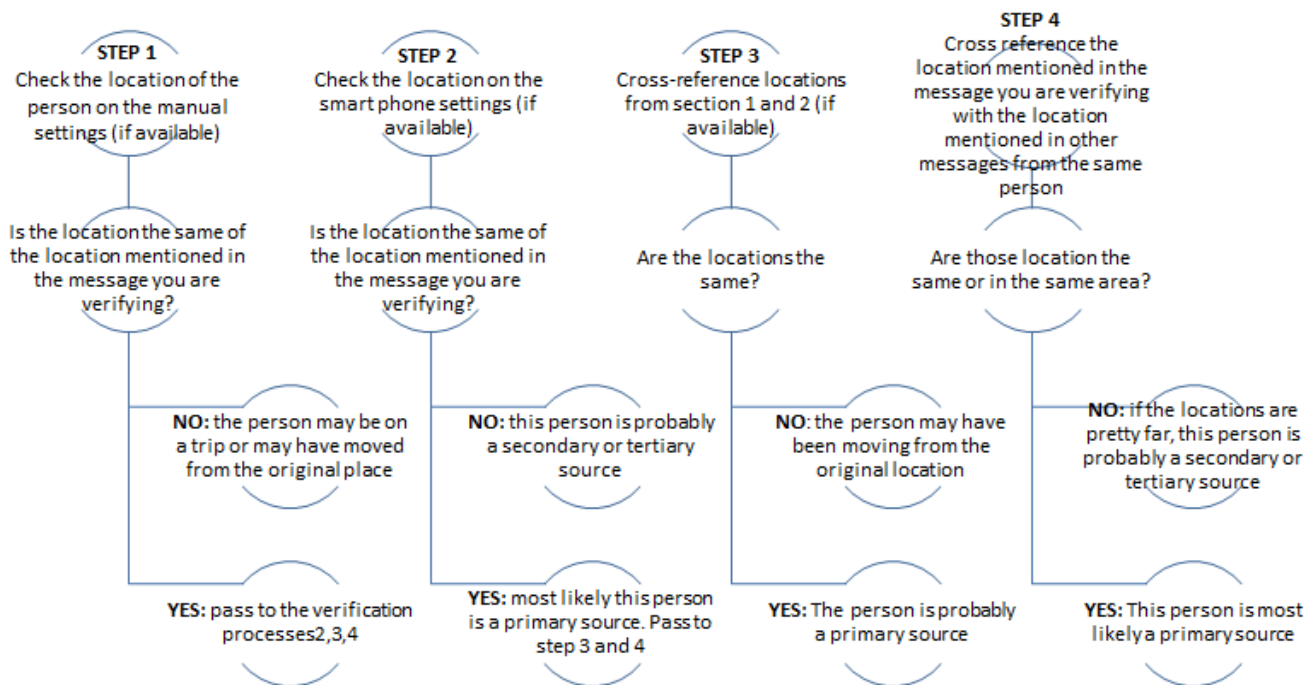 STEP 1
Check the location of the
person on the manual
settings (if available)
Is the location the same of
the location mentioned in
the message you are
verifying?
NO: the person may be on
a trip or may have moved
from the original place
YES: pass to the verification
processes2,3,4
STEP 2
Check the location on the
smart phone settings (if
available)
Is the location the same of
the location mentioned in
the message you are
verifying?
NO: this person is probably
a secondary or tertiary
source
YES: most likely this person
is a primary source. Pass to
step 3 and 4
STEP 3
Cross-reference locations
from section 1 and 2 (if
available)
Are the locations the
same?
NO: the person may have
been moving from the
original location
YES: The person is probably
a primary source
STEP 4
Cross reference the
location mentioned in the
message you are verifying
with the location
mentioned in other
messages from the same
person
Are those location the
same or in the same area?
NO: if the locations are
pretty far, this person is
probably a secondary or
tertiary source
YES: This person is most
likely a primary source